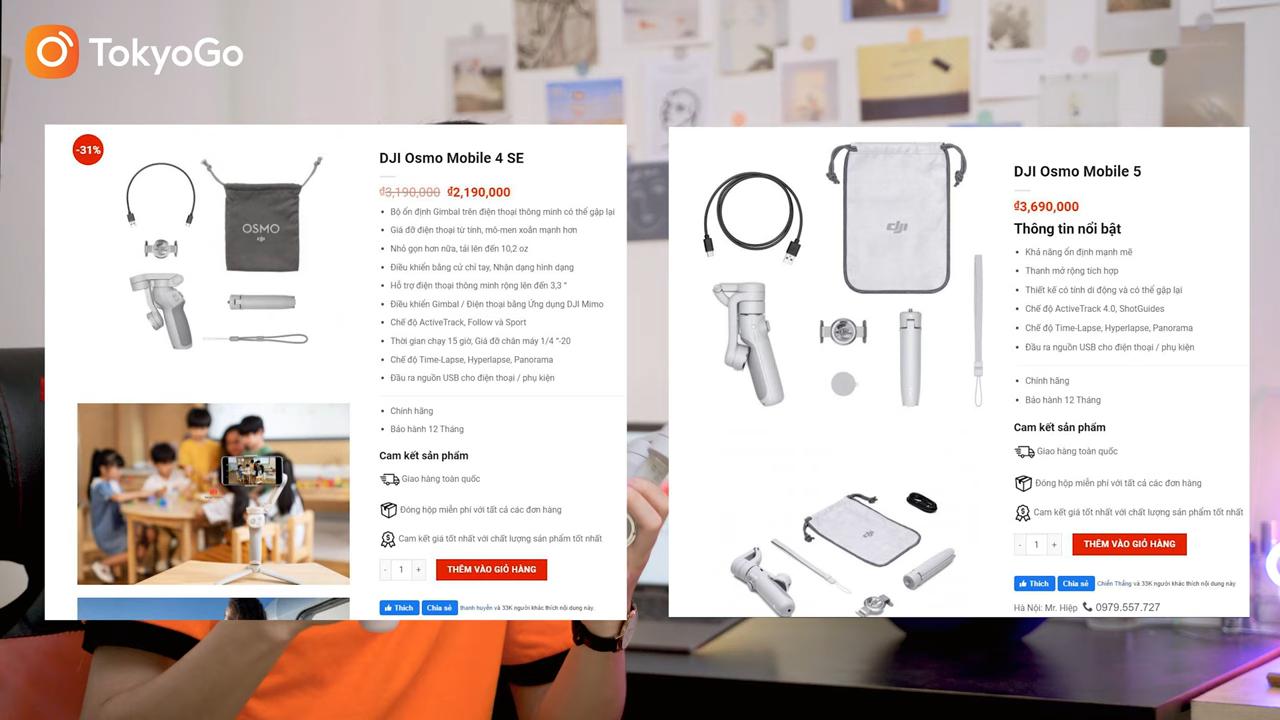 TokyoGo
-31%
OSMO
dji
DJI Osmo Mobile 4 SE
₫3,190,000 ₫2,190,000
Bộ ổn định Gimbal trên điện thoại thông minh có thể gập lại
Giá đỡ điện thoại từ tính, mô-men xoắn mạnh hơn
Nhỏ gọn hơn nữa, tải lên đến 10,2 oz
Điều khiển bằng cử chỉ tay, Nhận dạng hình dạng
Hỗ trợ điện thoại thông minh rộng lên đến 3,3 “
Điều khiển Gimbal / Điện thoại bằng Ứng dụng DJI Mimo
Chế độ ActiveTrack, Follow và Sport
Thời gian chạy 15 giờ, Giá đỡ chân máy 1/4 “-20
Chế độ Time-Lapse, Hyperlapse, Panorama
Đầu ra nguồn USB cho điện thoại / phụ kiện
Chính hãng
Bảo hành 12 Tháng
Cam kết sản phẩm
Giao hàng toàn quốc
Đóng hộp miễn phí với tất cả các đơn hàng
Cam kết giá tốt nhất với chất lượng sản phẩm tốt nhất
- 1 + THÊM VÀO GIỎ HÀNG
Thích Chia sẻ thanh huyền và 33K người khác thích nội dung này.
dji
DJI Osmo Mobile 5
₫3,690,000
Thông tin nổi bật
Khả năng ổn định mạnh mẽ
Thanh mở rộng tích hợp
Thiết kế có tính di động và có thể gập lại
Chế độ ActiveTrack 4.0, ShotGuides
Chế độ Time-Lapse, Hyperlapse, Panorama
Đầu ra nguồn USB cho điện thoại / phụ kiện
Chính hãng
Bảo hành 12 Tháng
Cam kết sản phẩm
Giao hàng toàn quốc
Đóng hộp miễn phí với tất cả các đơn hàng
Cam kết giá tốt nhất với chất lượng sản phẩm tốt nhất
- 1 + THÊM VÀO GIỎ HÀNG
Thích Chia sẻ Chiến Thắng và 33K người khác thích nội dung này
Hà Nội: Mr. Hiệp 0979.557.727
dji